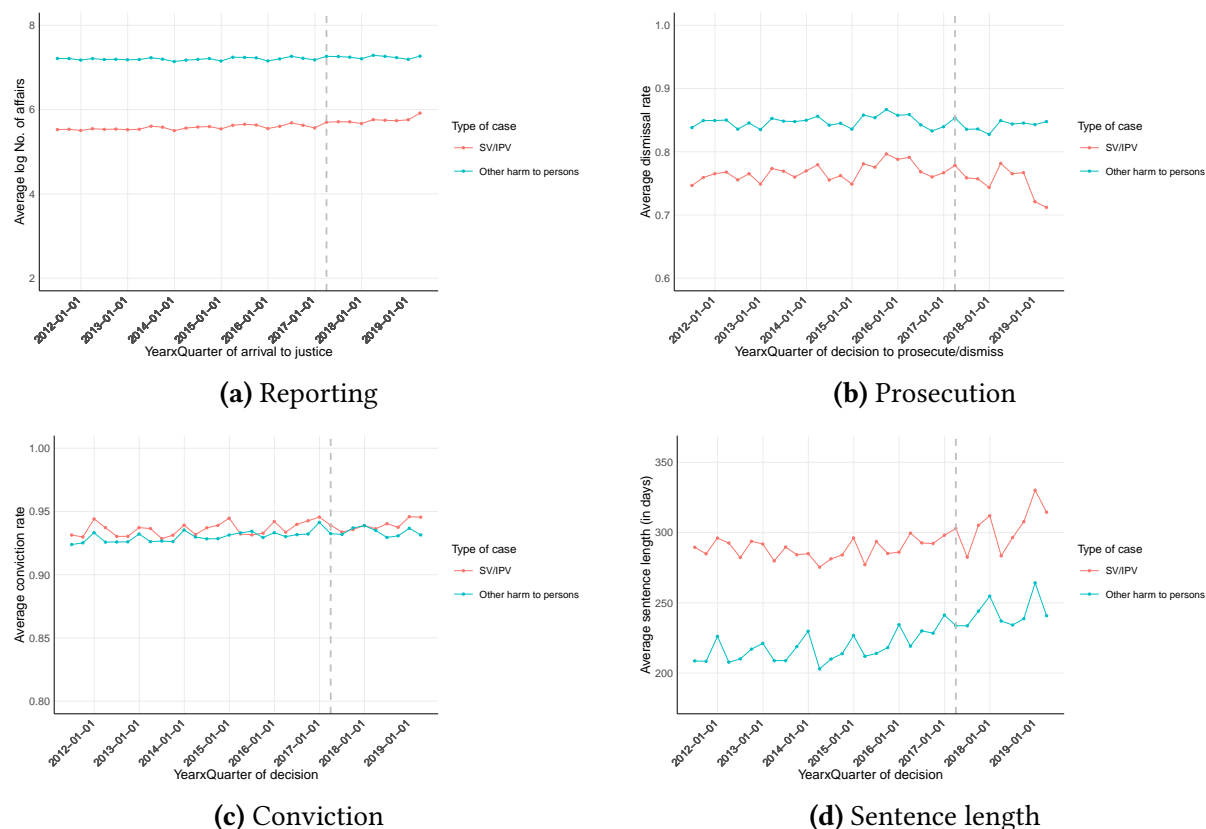 8
6
4
2
Average log No. of affairs
2012−01−01
2013−01−01
2014−01−01
2015−01−01
2016−01−01
2017−01−01
2018−01−01
2019−01−01
YearxQuarter of arrival to justice
Type of case
SV/IPV
Other harm to persons
(a) Reporting
1.0
0.9
0.8
0.7
0.6
Average dismissal rate
2012−01−01
2013−01−01
2014−01−01
2015−01−01
2016−01−01
2017−01−01
2018−01−01
2019−01−01
YearxQuarter of decision to prosecute/dismiss
Type of case
SV/IPV
Other harm to persons
(b) Prosecution
1.00
0.95
0.90
0.85
0.80
Average conviction rate
2012−01−01
2013−01−01
2014−01−01
2015−01−01
2016−01−01
2017−01−01
2018−01−01
2019−01−01
YearxQuarter of decision
Type of case
SV/IPV
Other harm to persons
(c) Conviction
350
300
250
200
Average sentence length (in days)
2012−01−01
2013−01−01
2014−01−01
2015−01−01
2016−01−01
2017−01−01
2018−01−01
2019−01−01
YearxQuarter of decision
Type of case
SV/IPV
Other harm to persons
(d) Sentence length